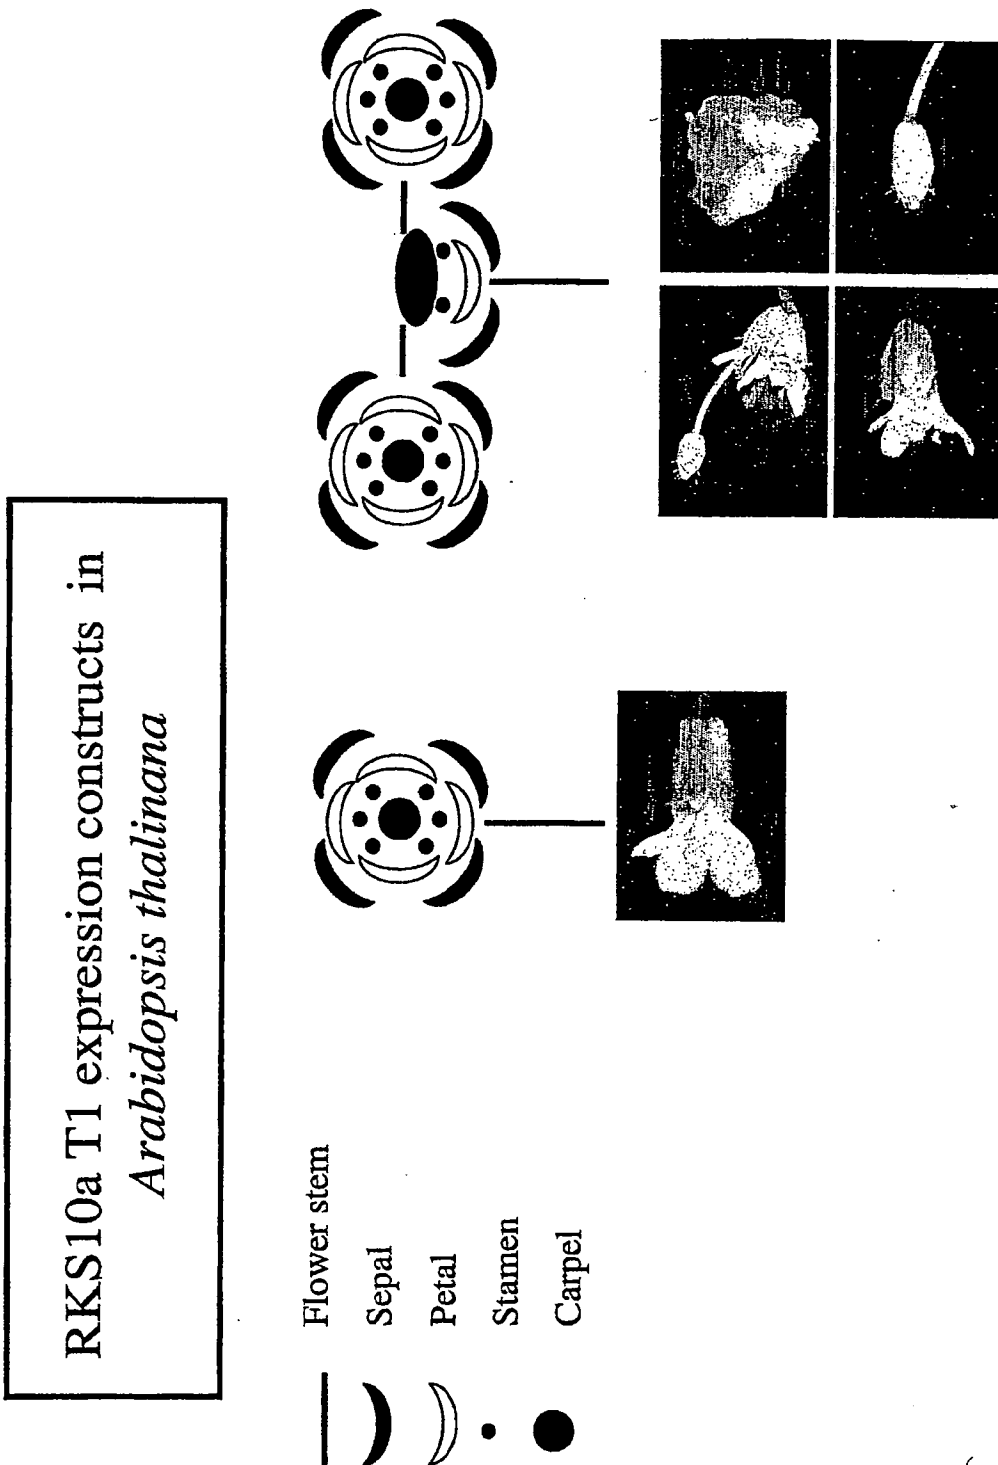 RKS10a T1 expression constructs in
Arabidopsis thalinana
Flower stem
Sepal
Petal
Stamen
Carpel